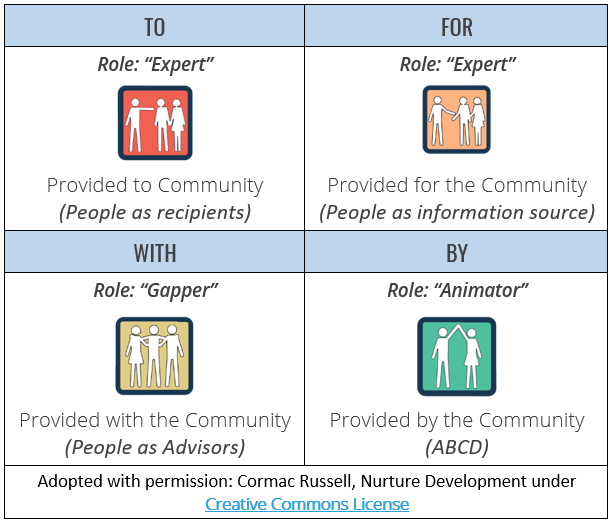 TO
Role: “Expert”
Provided to Community
(People as recipients)
FOR
Role: “Expert”
Provided for the Community
(People as information source)
WITH
Role: “Gapper”
Provided with the Community
(People as Advisors)
BY
Role: “Animator”
Provided by the Community
(ABCD)
Adopted with permission: Cormac Russell, Nurture Development under
Creative Commons License